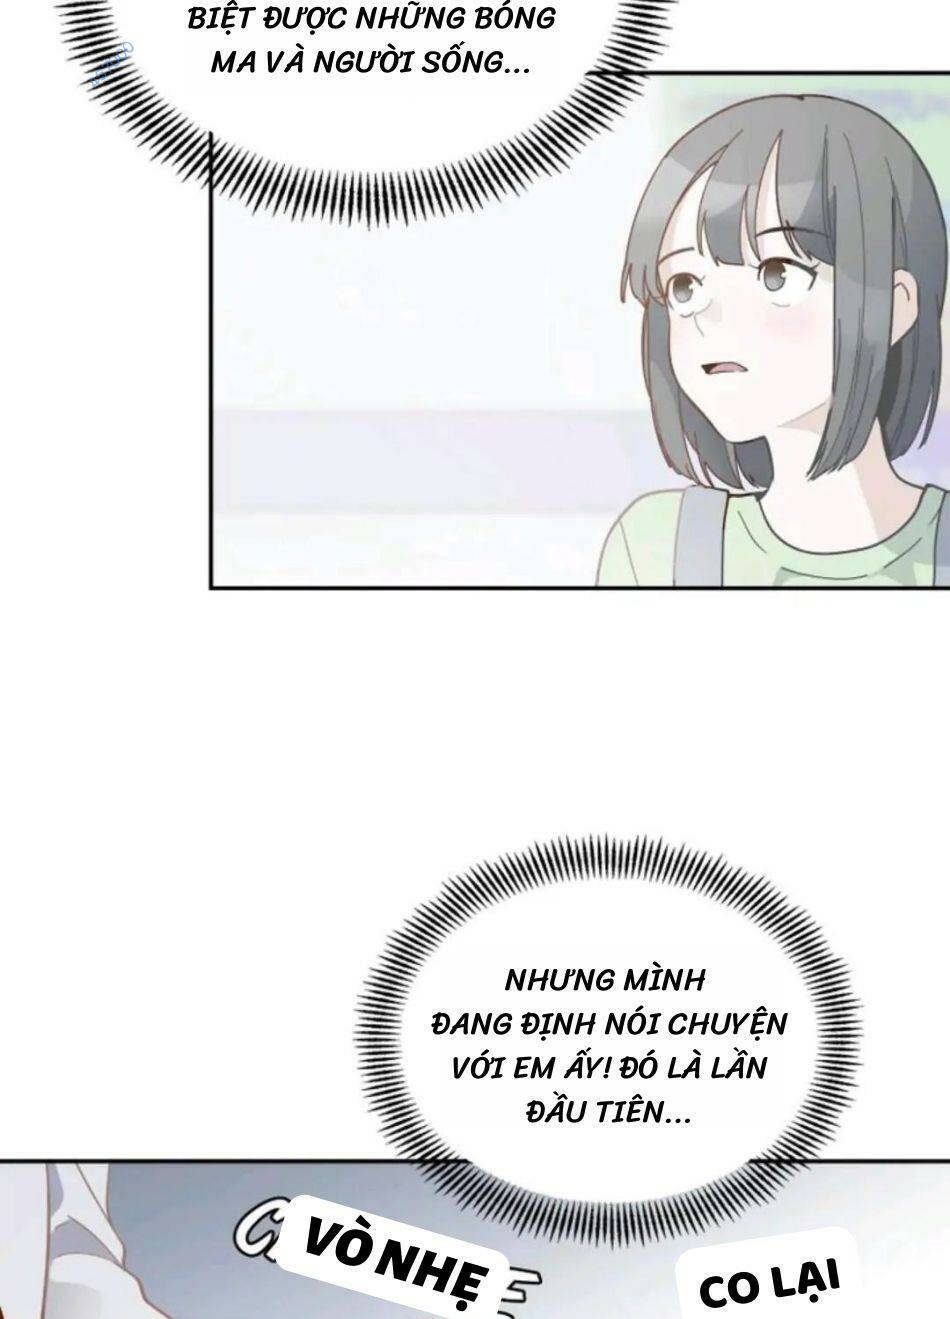 BIỆT ĐƯỢC NHỮNG BÓNG
MA VÀ NGƯỜI SỐNG...
NHƯNG MÌNH
ĐANG ĐỊNH NÓI CHUYỆN
VỚI EM ẤY! ĐÓ LÀ LẦN
ĐẦU TIÊN...
VÒ NHẸ
CO LẠI